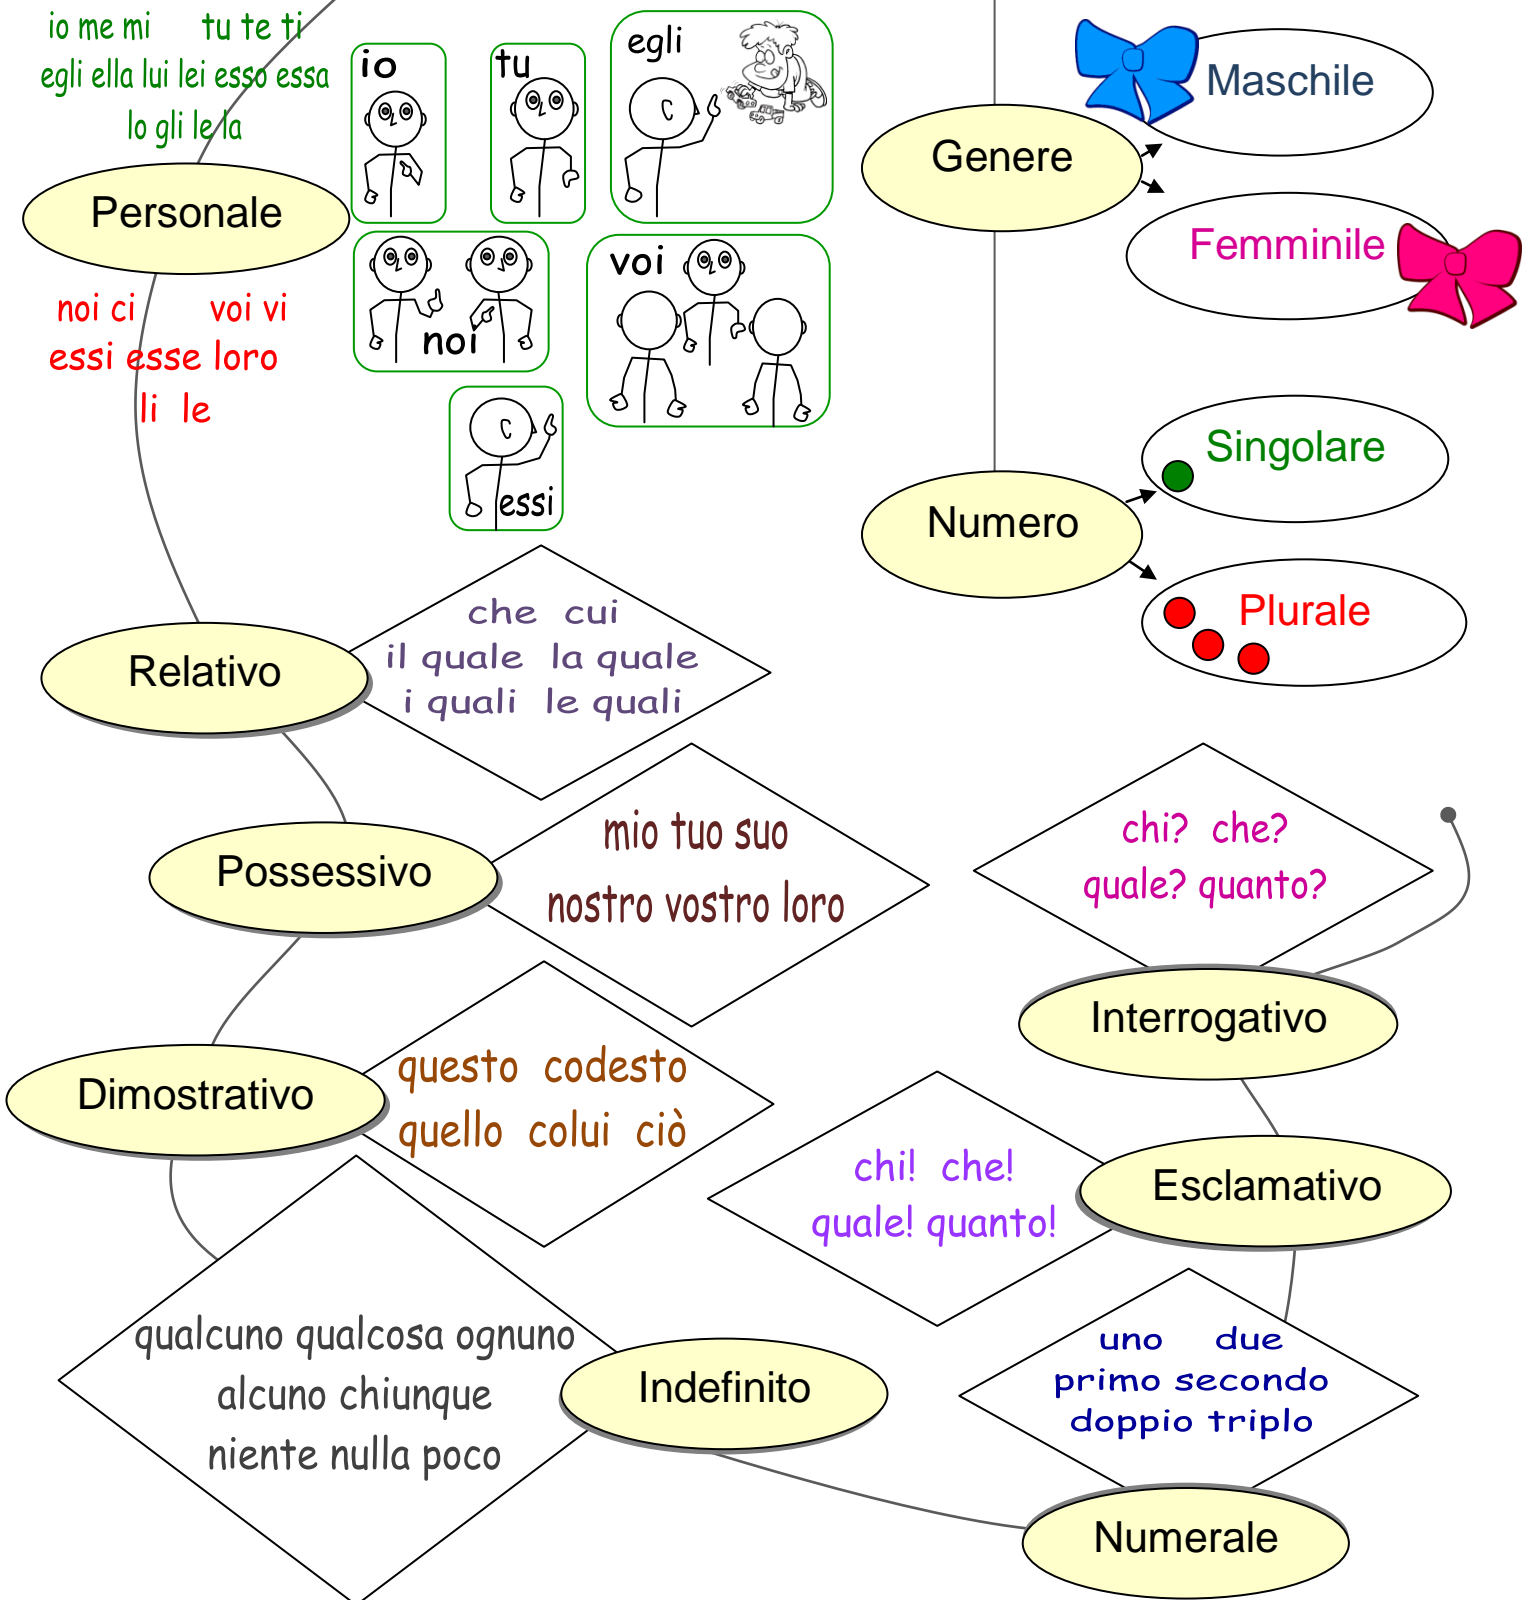 io me mi tu te ti
egli ella lui lei esso essa
lo gli le la
Personale
noi ci voi vi
essi esse loro
li le
io
tu
egli
noi
voi
essi
Genere
Maschile
Femminile
Numero
Singolare
Plurale
Relativo
che cui
il quale la quale
i quali le quali
Possessivo
mio tuo suo
nostro vostro loro
Dimostrativo
questo codesto
quello colui ciò
qualcuno qualcosa ognuno
alcuno chiunque
niente nulla poco
Indefinito
chi? che?
quale? quanto?
Interrogativo
chi! che!
quale! quanto!
Esclamativo
uno due
primo secondo
doppio triplo
Numerale